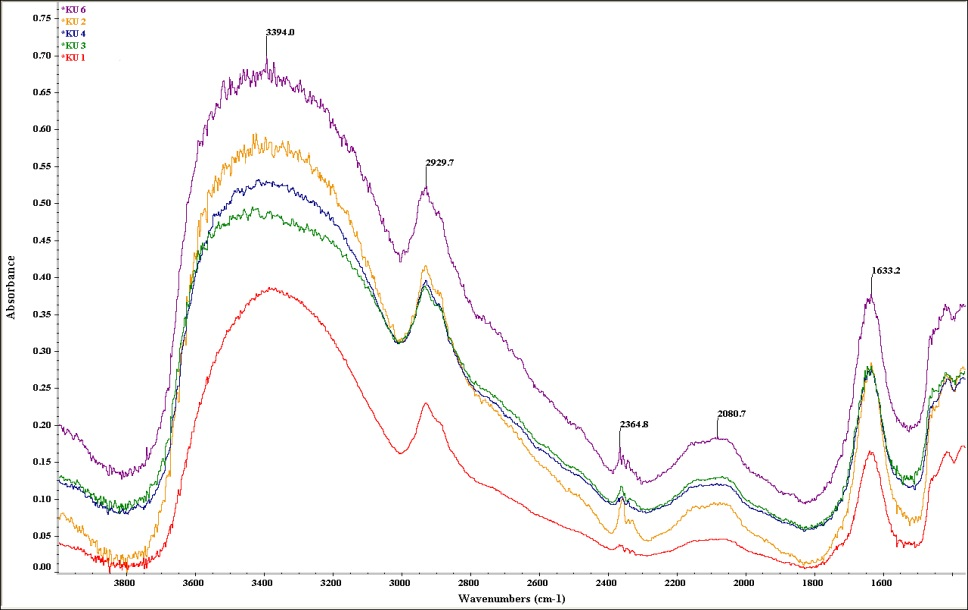 *KU 6
*KU 2
*KU 4
*KU 3
*KU 1
0.75
0.70
0.65
0.60
0.55
0.50
0.45
0.40
0.35
0.30
0.25
0.20
0.15
0.10
0.05
0.00
Absorbance
3394.0
2929.7
2364.8
2080.7
1633.2
3800 3600 3400 3200 3000 2800 2600 2400 2200 2000 1800 1600
Wavenumbers (cm-1)